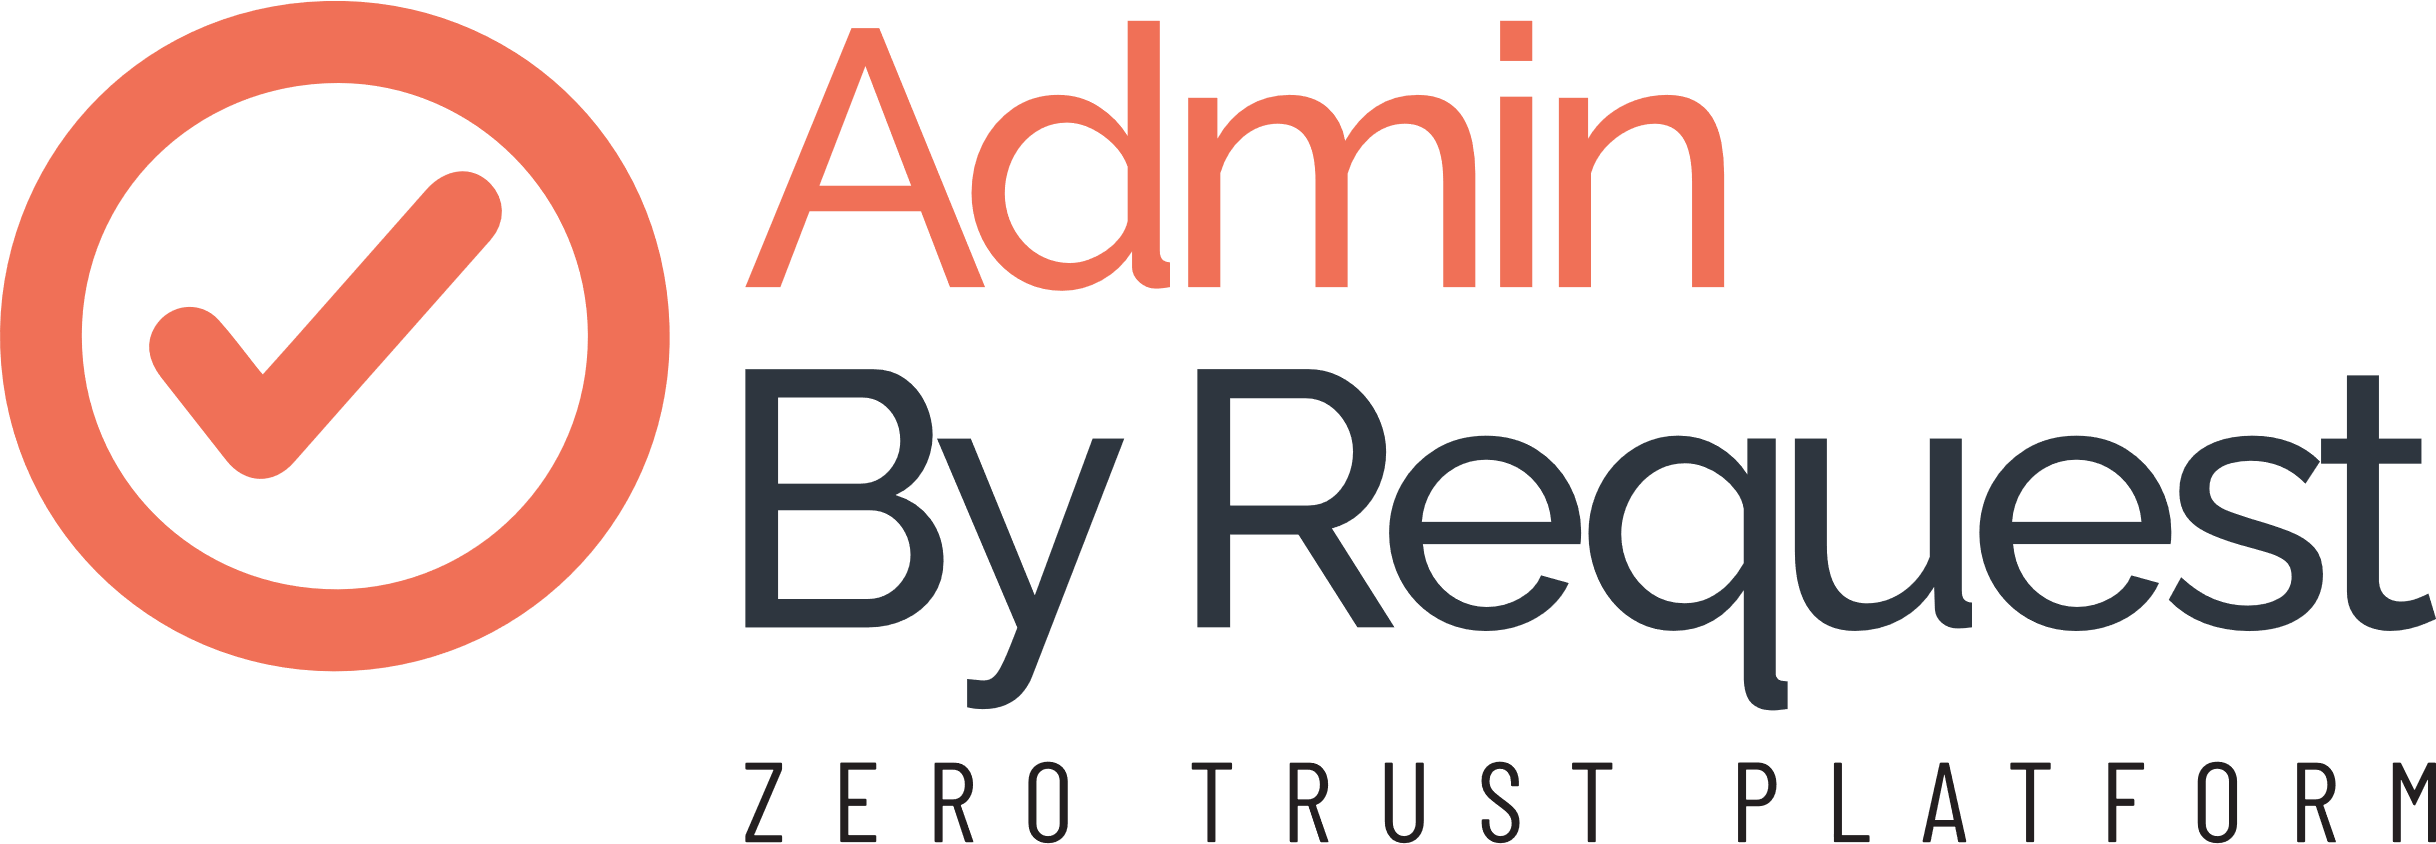 Admin
By Request
ZERO TRUST PLATFORM